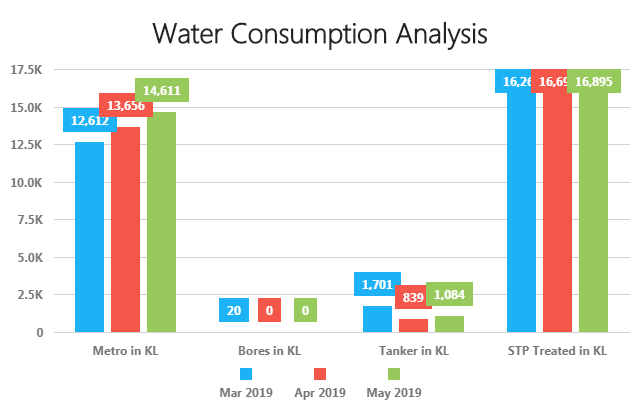 Water Consumption Analysis
17.5K
15.0K
12.5K
10.0K
7.5K
5.0K
2.5K
0
12,612
13,656
14,611
20
0
0
1,701
839
1,084
16,895
Metro in KL
Bores in KL
Tanker in KL
STP Treated in KL
Mar 2019
Apr 2019
May 2019